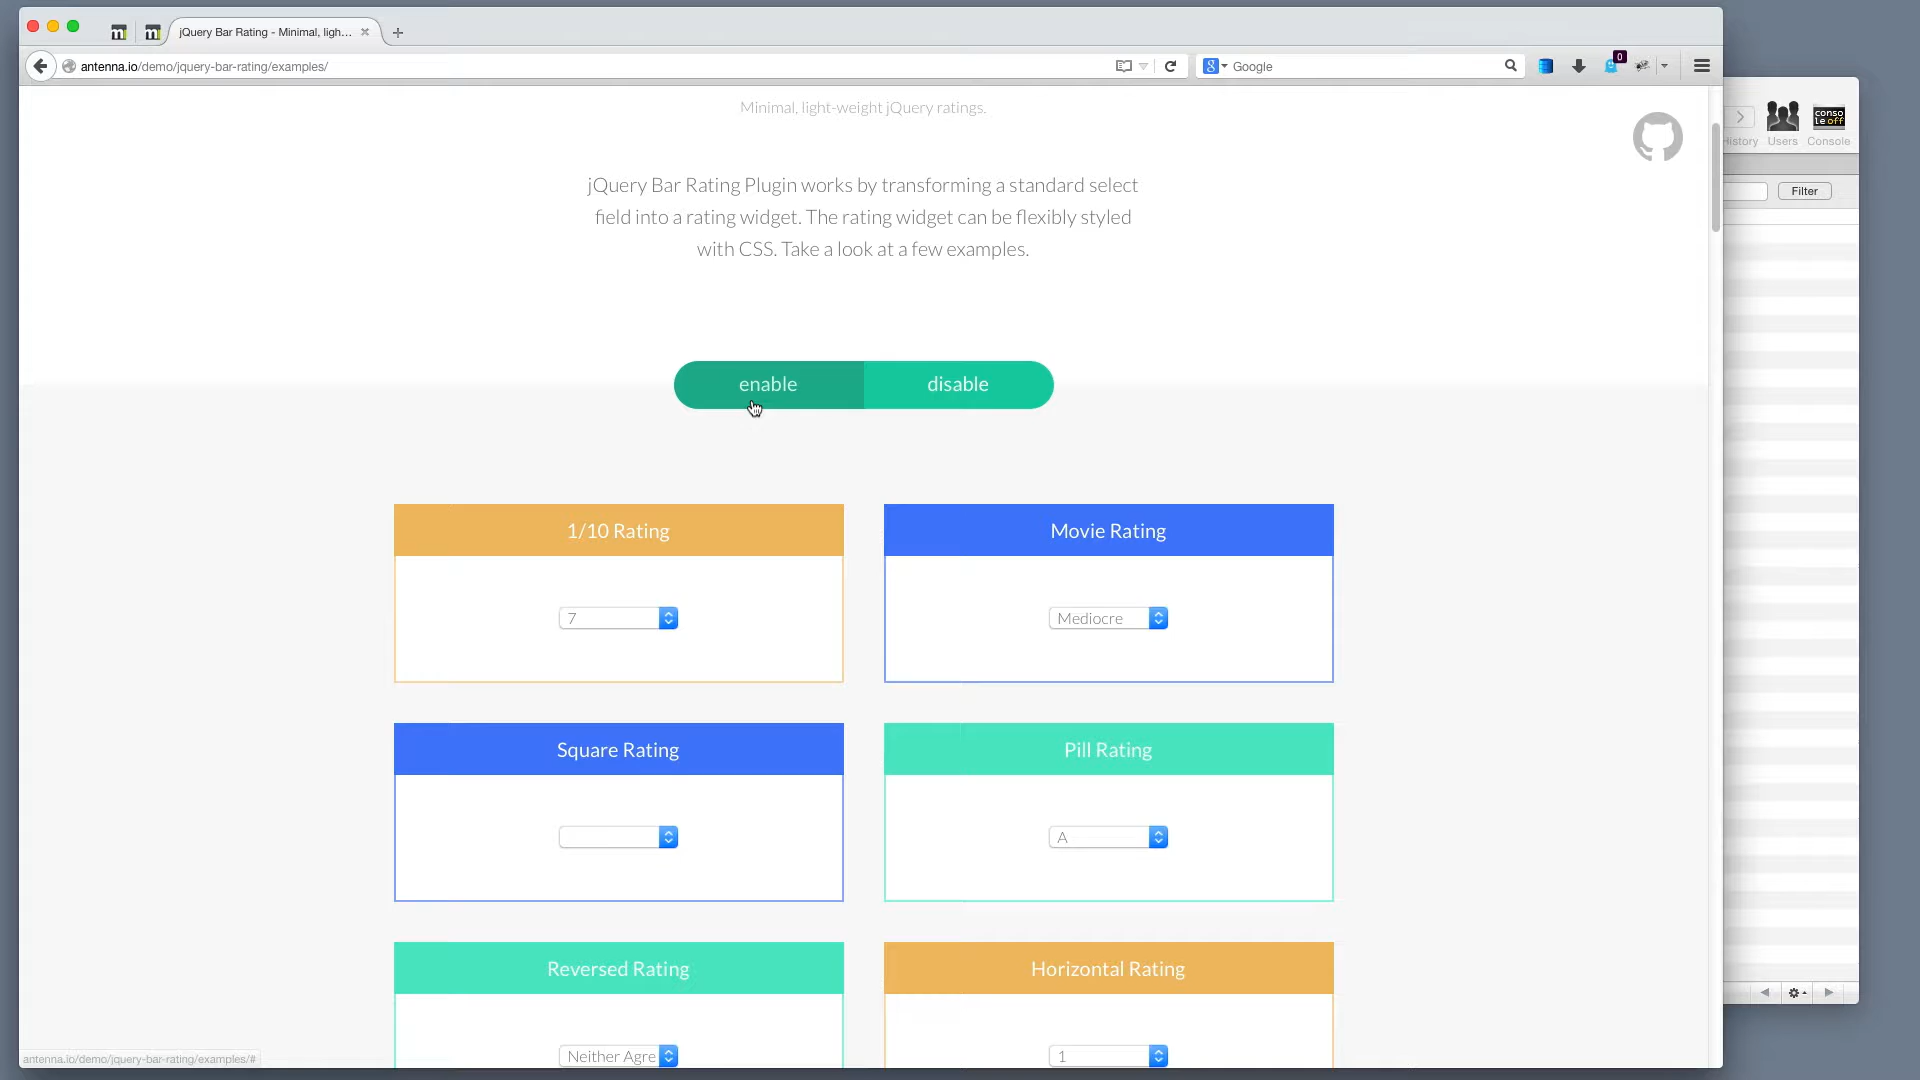 jQuery Bar Rating - Minimal, ligh...
antenna.io/demo/jquery-bar-rating/examples/
Google
0
Minimal, light-weight jQuery ratings.
jQuery Bar Rating Plugin works by transforming a standard select
field into a rating widget. The rating widget can be flexibly styled
with CSS. Take a look at a few examples.
enable
disable
1/10 Rating
Movie Rating
7
Mediocre
Square Rating
Pill Rating
A
Reversed Rating
Horizontal Rating
Neither Agre
1
antenna.io/demo/jquery-bar-rating/examples/#
conso
le off
History Users Console
Filter